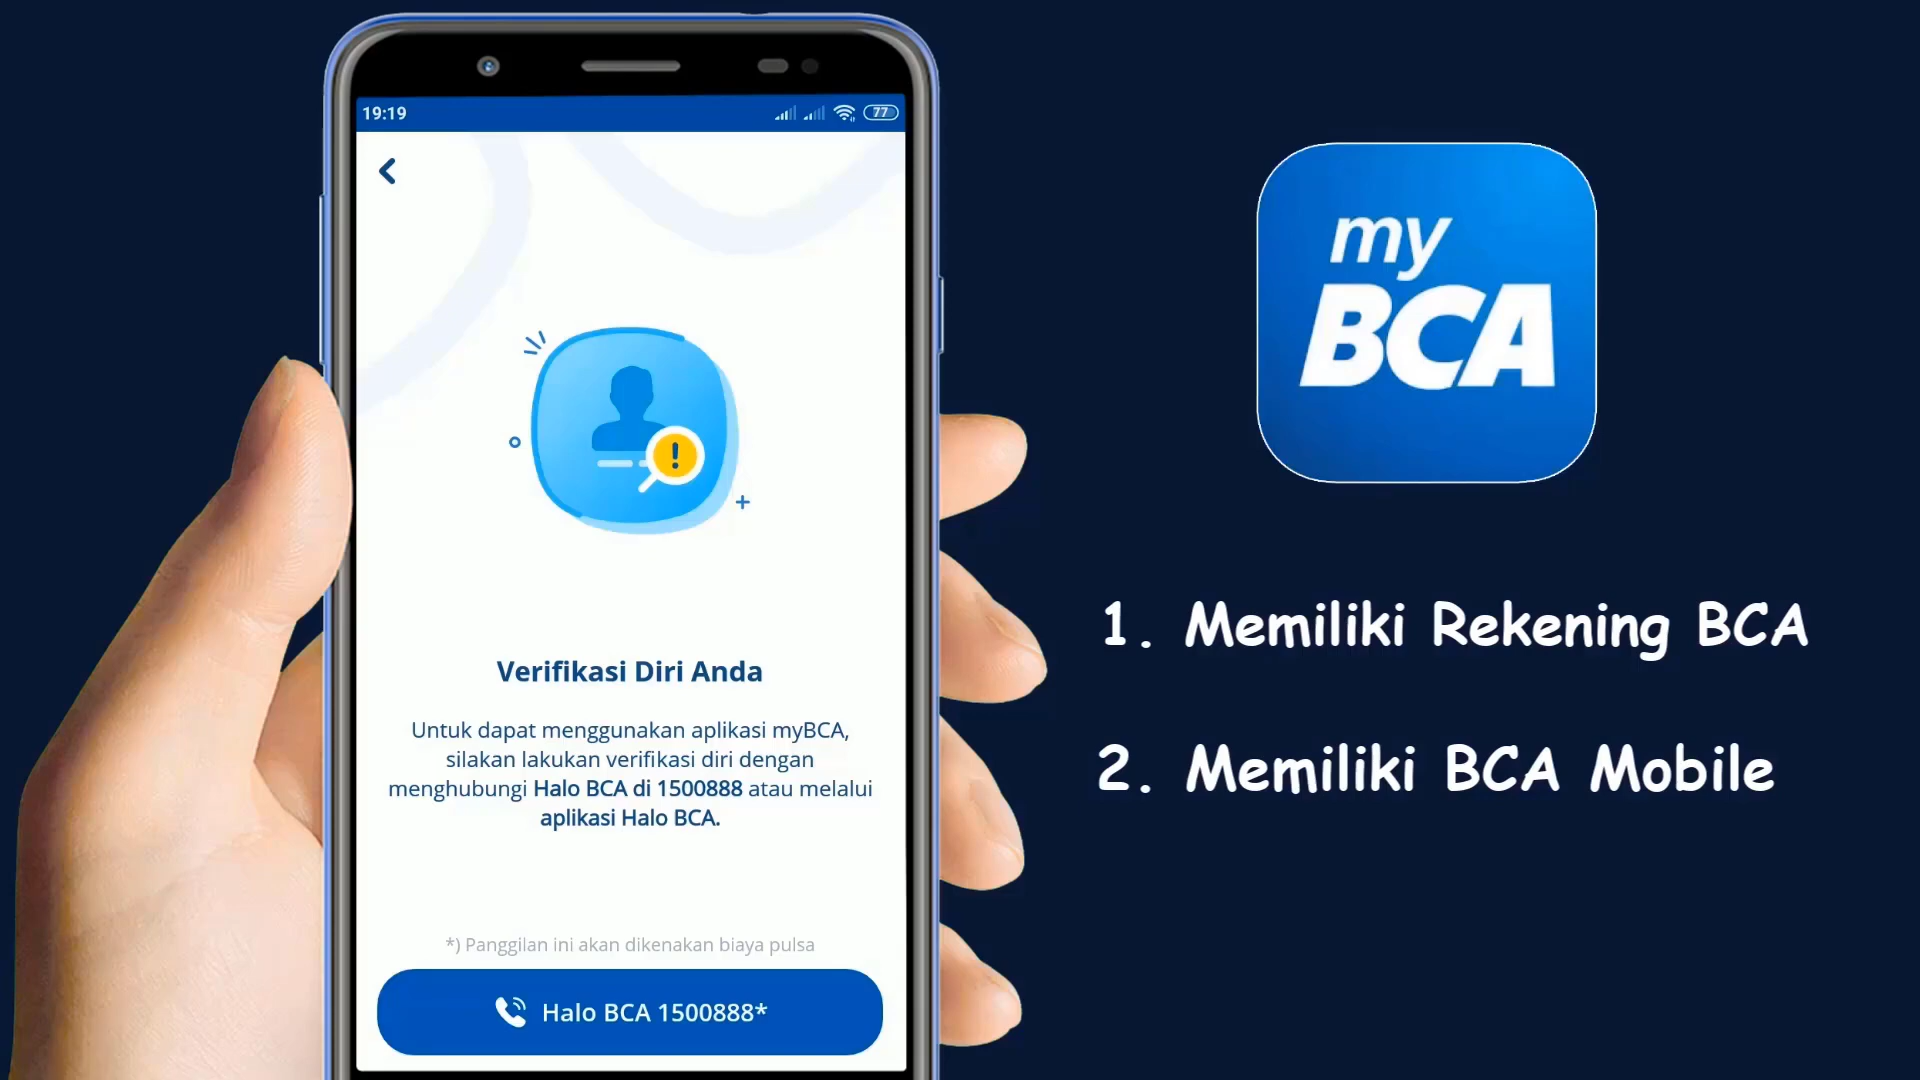 19:19
77
Verifikasi Diri Anda
Untuk dapat menggunakan aplikasi myBCA,
silakan lakukan verifikasi diri dengan
menghubungi Halo BCA di 1500888 atau melalui
aplikasi Halo BCA.
*) Panggilan ini akan dikenakan biaya pulsa
Halo BCA 1500888*
my
BCA
1. Memiliki Rekening BCA
2. Memiliki BCA Mobile